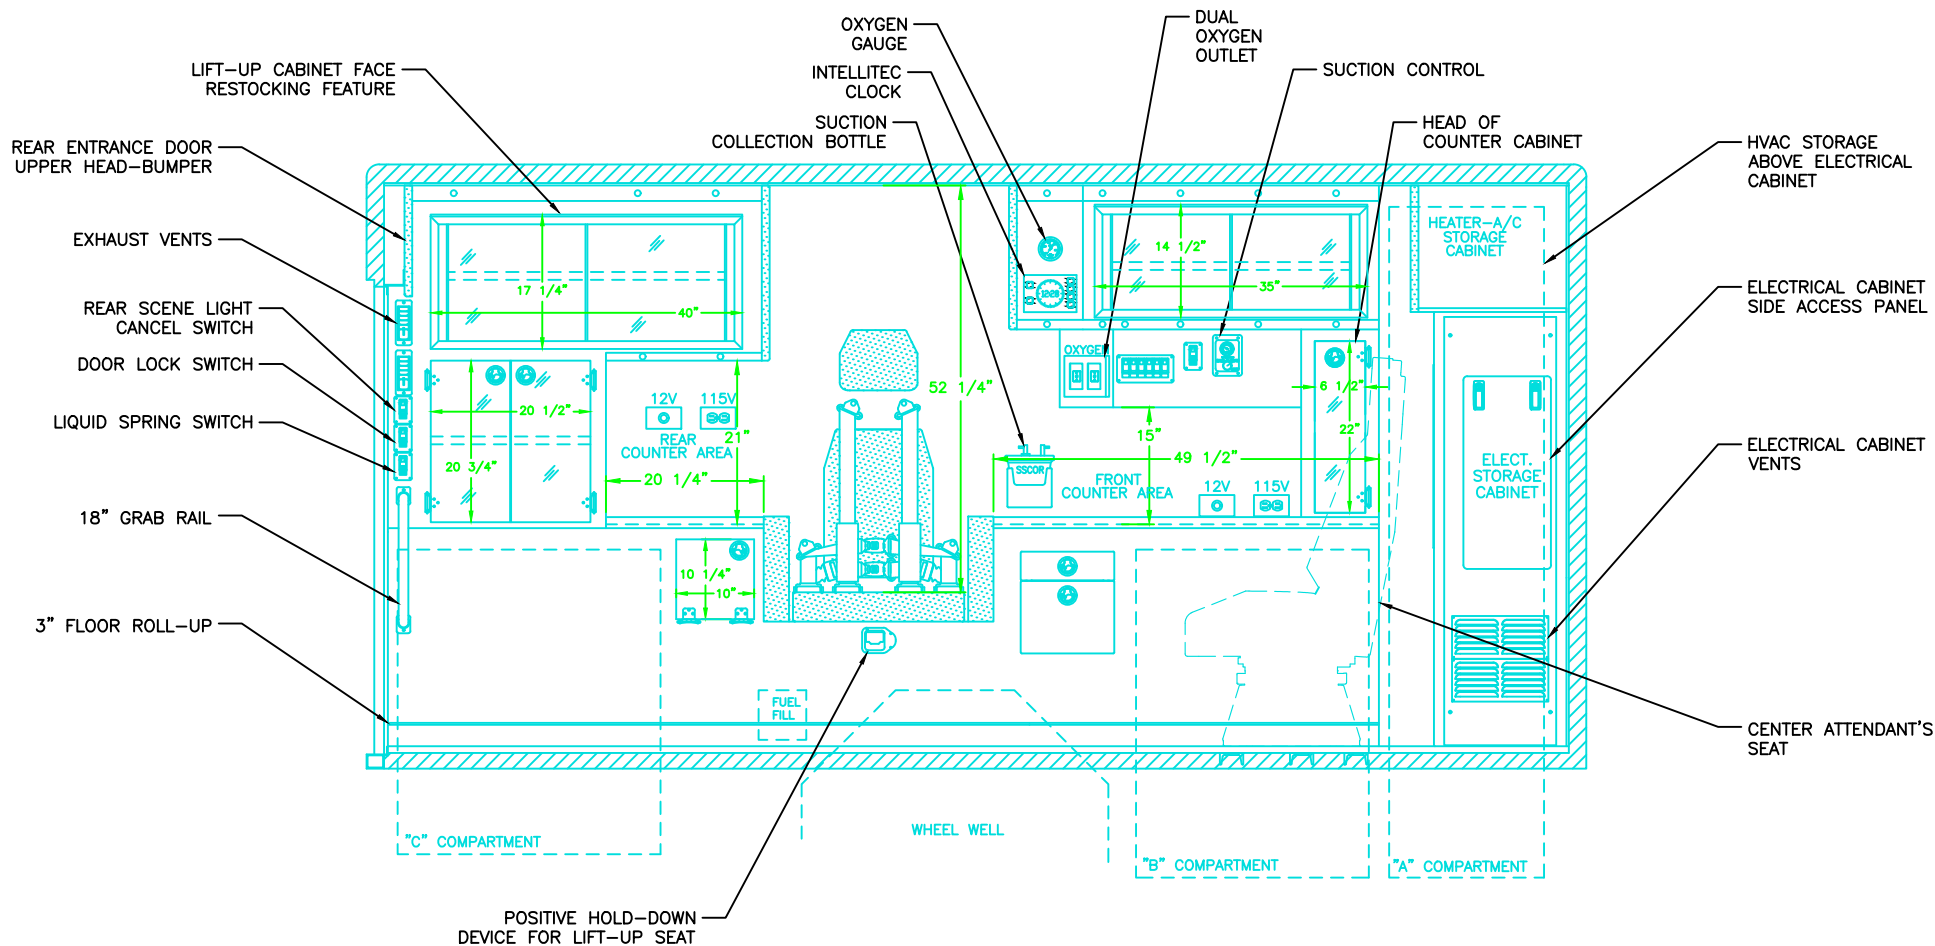 OXYGEN
GAUGE
DUAL
OXYGEN
OUTLET
LIFT-UP CABINET FACE
RESTOCKING FEATURE
INTELLITEC
CLOCK
SUCTION CONTROL
SUCTION
COLLECTION BOTTLE
HEAD OF
COUNTER CABINET
REAR ENTRANCE DOOR
UPPER HEAD-BUMPER
HVAC STORAGE
ABOVE ELECTRICAL
CABINET
EXHAUST VENTS
HEATER-A/C
STORAGE
CABINET
REAR SCENE LIGHT
CANCEL SWITCH
ELECTRICAL CABINET
SIDE ACCESS PANEL
DOOR LOCK SWITCH
LIQUID SPRING SWITCH
18" GRAB RAIL
3" FLOOR ROLL-UP
17 1/4"
40"
14 1/2"
35"
12:28
OXYGEN
52 1/4"
6 1/2"
22"
20 1/2"
20 3/4"
12V
115V
REAR
COUNTER AREA
21"
20 1/4"
15"
49 1/2"
SSCOR
FRONT
COUNTER AREA
12V
115V
ELECT.
STORAGE
CABINET
ELECTRICAL CABINET
VENTS
10 1/4"
10"
FUEL
FILL
CENTER ATTENDANT'S
SEAT
"C" COMPARTMENT
WHEEL WELL
"B" COMPARTMENT
"A" COMPARTMENT
POSITIVE HOLD-DOWN
DEVICE FOR LIFT-UP SEAT